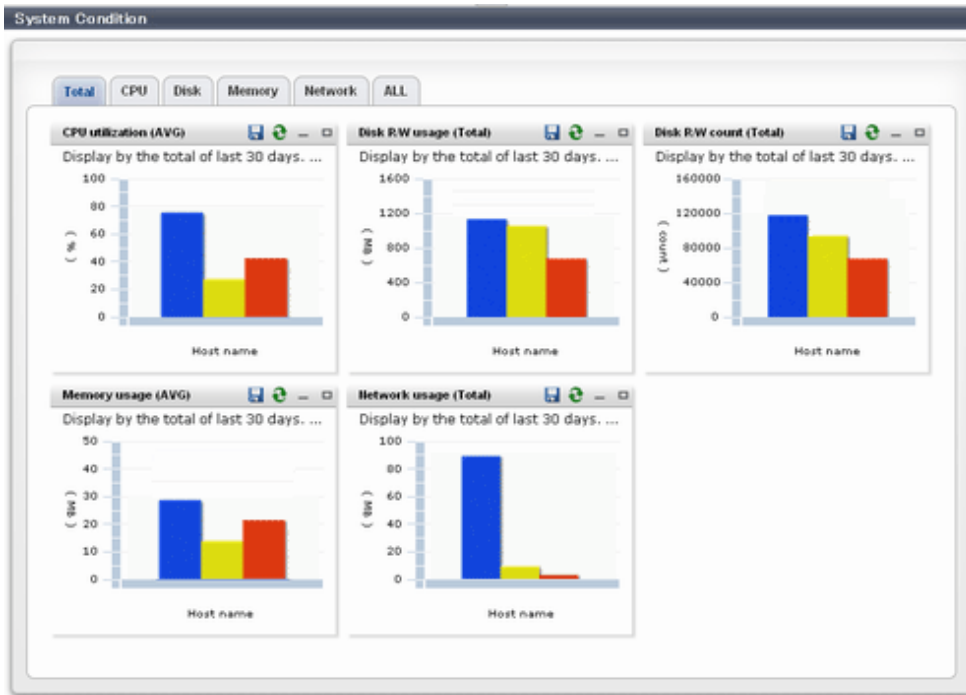 System Condition
Total CPU Disk Memory Network ALL
CPU utilization (AVG)
Display by the total of last 30 days. ...
100
80
60
40
20
0
( % )
Host name
Disk R/W usage (Total)
Display by the total of last 30 days. ...
1600
1200
800
400
0
( MB )
Host name
Disk R/W count (Total)
Display by the total of last 30 days. ...
160000
120000
80000
40000
0
( count )
Host name
Memory usage (AVG)
Display by the total of last 30 days. ...
50
40
30
20
10
0
( MB )
Host name
Network usage (Total)
Display by the total of last 30 days. ...
100
80
60
40
20
0
( MB )
Host name